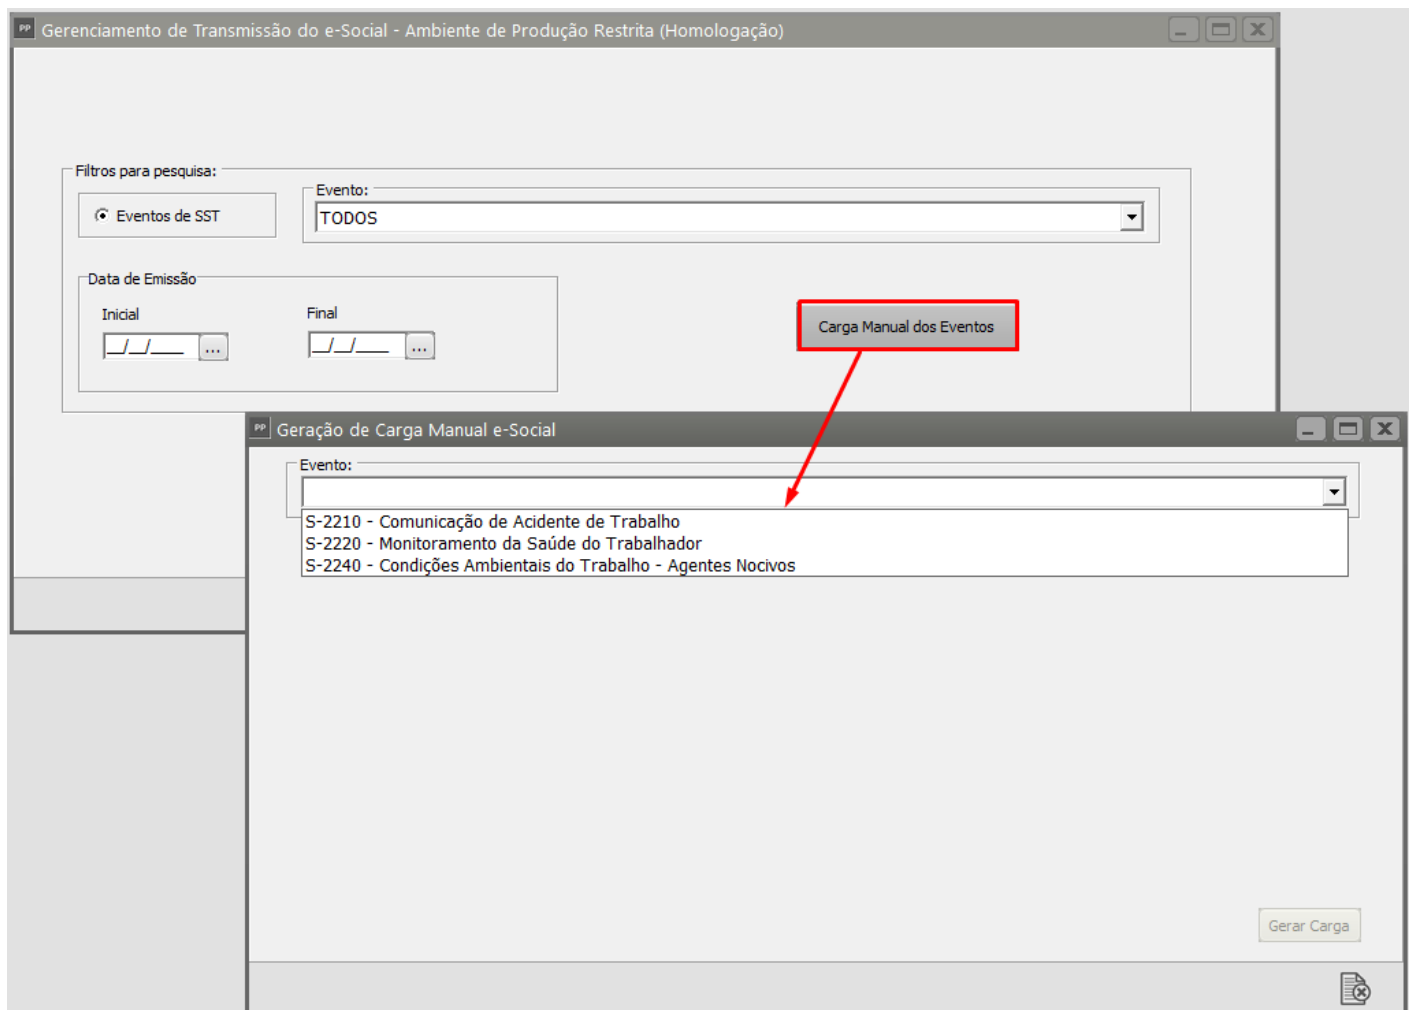 PP Gerenciamento de Transmissão do e-Social - Ambiente de Produção Restrita (Homologação)
Filtros para pesquisa:
Eventos de SST
Evento:
TODOS
Data de Emissão
Inicial
Final
__/__/____ ...
__/__/____ ...
Carga Manual dos Eventos
PP Geração de Carga Manual e-Social
Evento:
S-2210 - Comunicação de Acidente de Trabalho
S-2220 - Monitoramento da Saúde do Trabalhador
S-2240 - Condições Ambientais do Trabalho - Agentes Nocivos
Gerar Carga